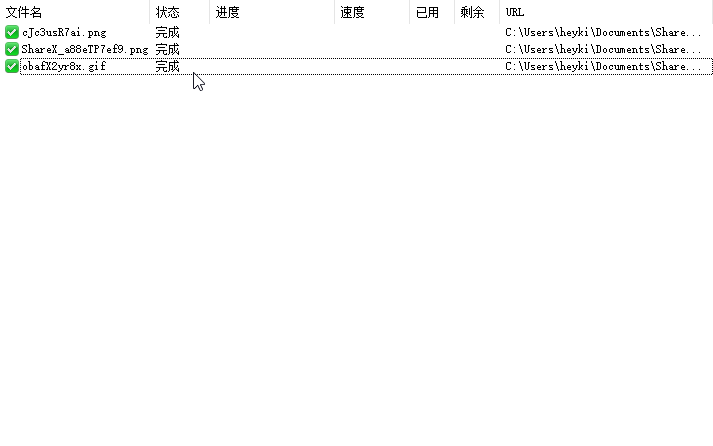 文件名 状态 进度 速度 已用 剩余 URL
cJc3usR7ai.png 完成 C:\Users\heyki\Documents\Share...
ShareX_a88eTP7ef9.png 完成 C:\Users\heyki\Documents\Share...
obafX2yr8x.gif 完成 C:\Users\heyki\Documents\Share...